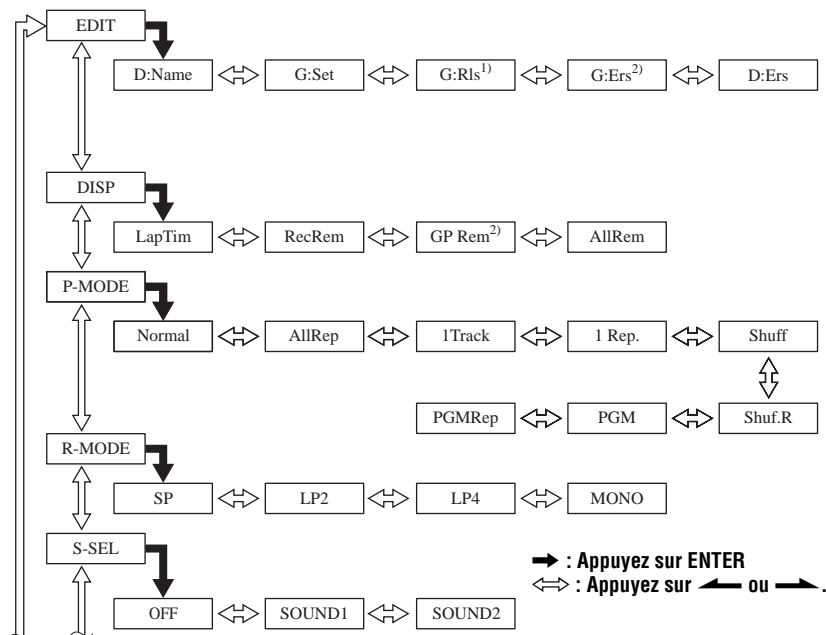 EDIT
D:Name G:Set G:Rls1) G:Ers2) D:Ers
DISP
LapTim RecRem GP Rem2) AllRem
P-MODE
Normal AllRep 1Track 1 Rep. Shuff
PGMRep PGM Shuf.R
R-MODE
SP LP2 LP4 MONO
S-SEL
OFF SOUND1 SOUND2
: Appuyez sur ENTER
: Appuyez sur ou .